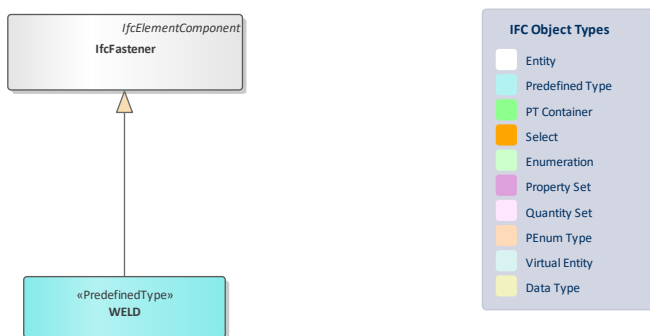 IfcElementComponent
IfcFastener
«PredefinedType»
WELD
IFC Object Types
Entity
Predefined Type
PT Container
Select
Enumeration
Property Set
Quantity Set
PEnum Type
Virtual Entity
Data Type